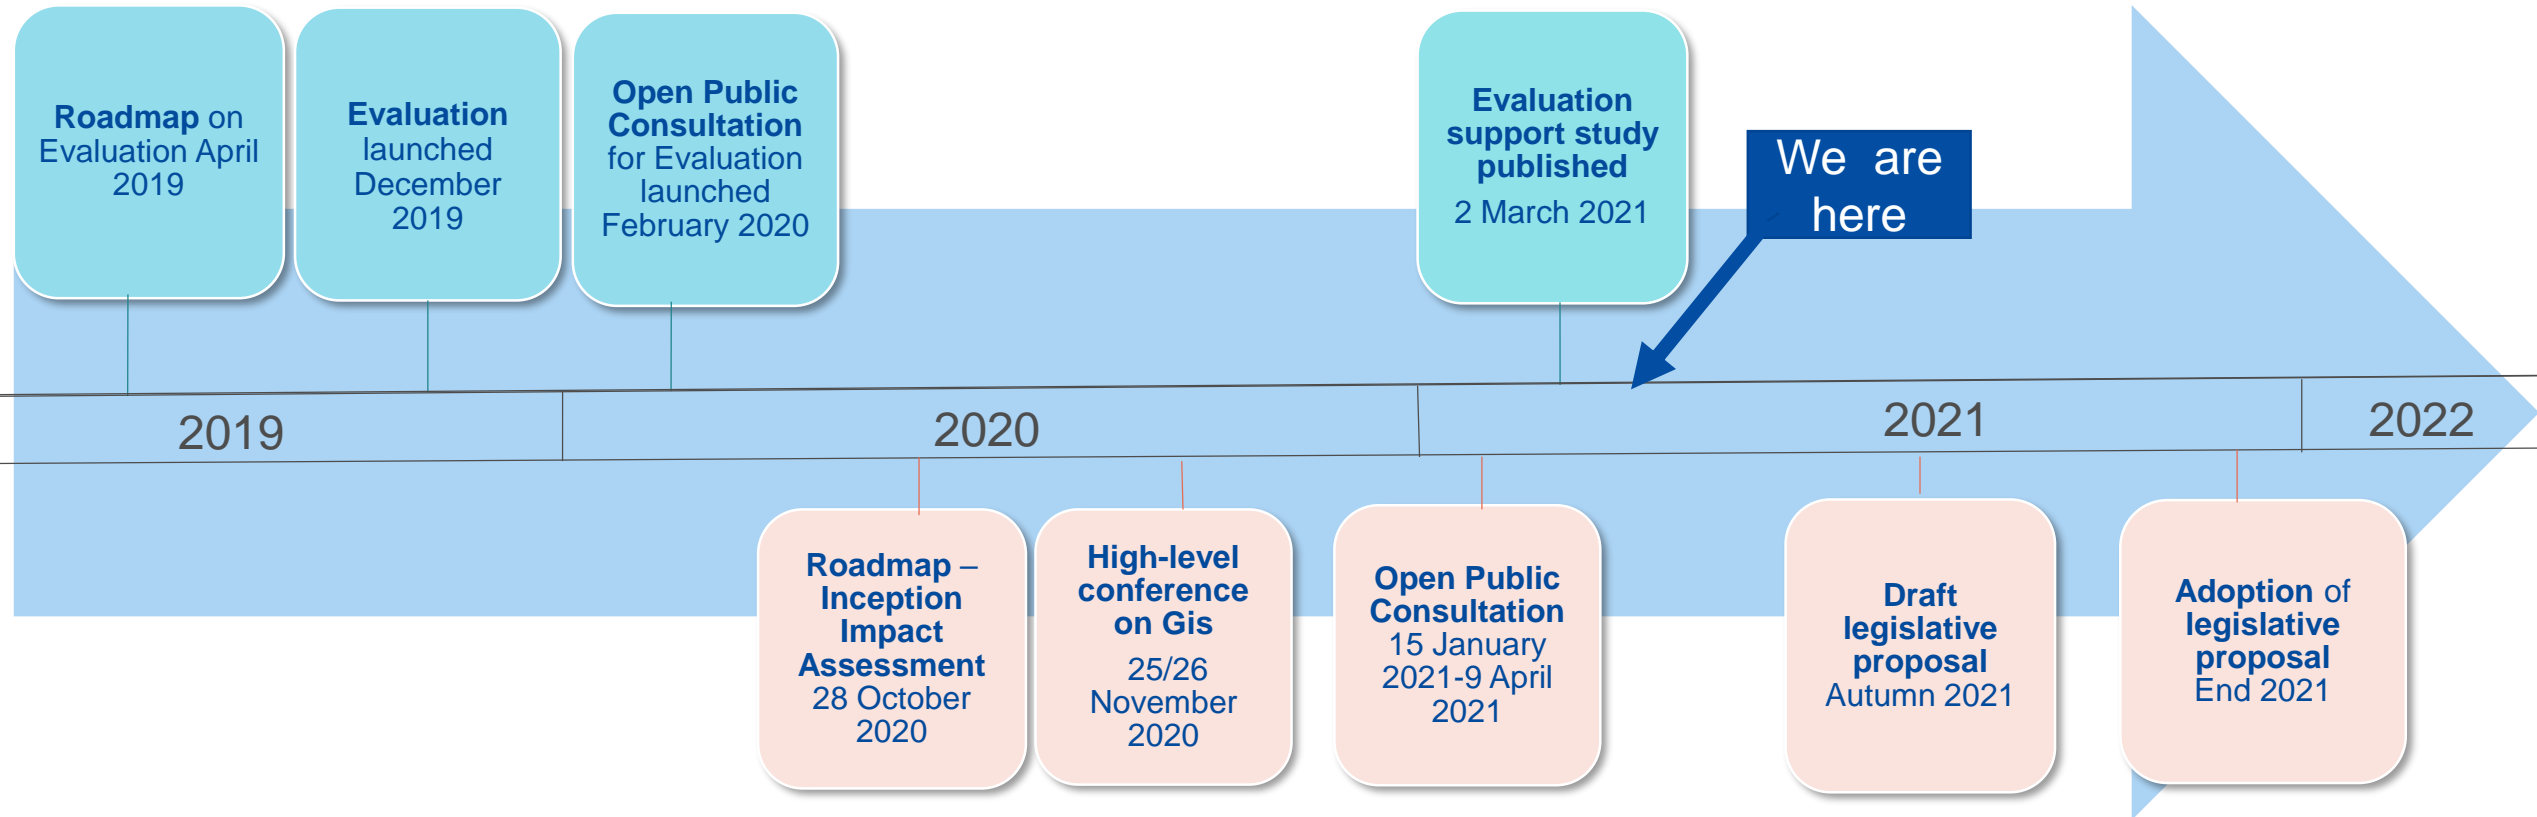 Roadmap on
Evaluation April
2019
Evaluation
launched
December
2019
Open Public
Consultation
for Evaluation
launched
February 2020
Evaluation
support study
published
2 March 2021
We are
here
2019
2020
2021
2022
Roadmap –
Inception
Impact
Assessment
28 October
2020
High-level
conference
on Gis
25/26
November
2020
Open Public
Consultation
15 January
2021-9 April
2021
Draft
legislative
proposal
Autumn 2021
Adoption of
legislative
proposal
End 2021